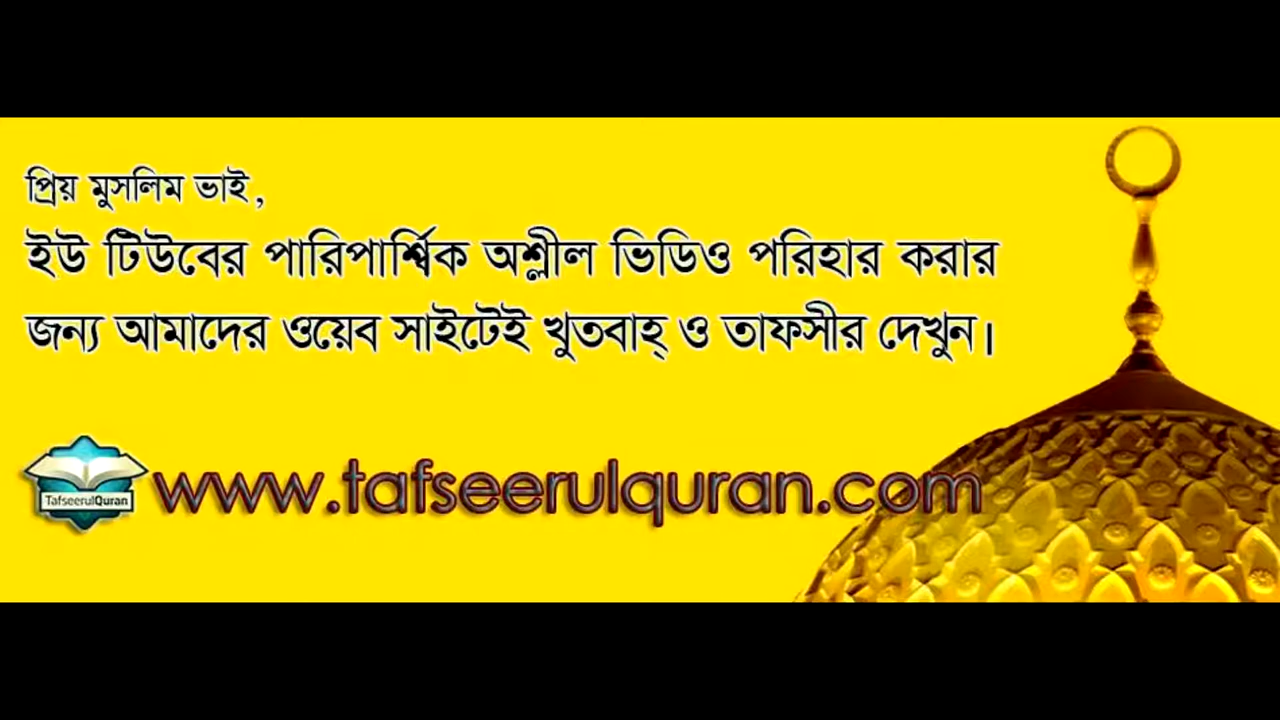 প্রিয় মুসলিম ভাই,
ইউ টিউবের পারিপার্শ্বিক অশ্লীল ভিডিও পরিহার করার
জন্য আমাদের ওয়েব সাইটেই খুতবাহ্ ও তাফসীর দেখুন।
TafseerulQuran
www.tafseerulquran.com